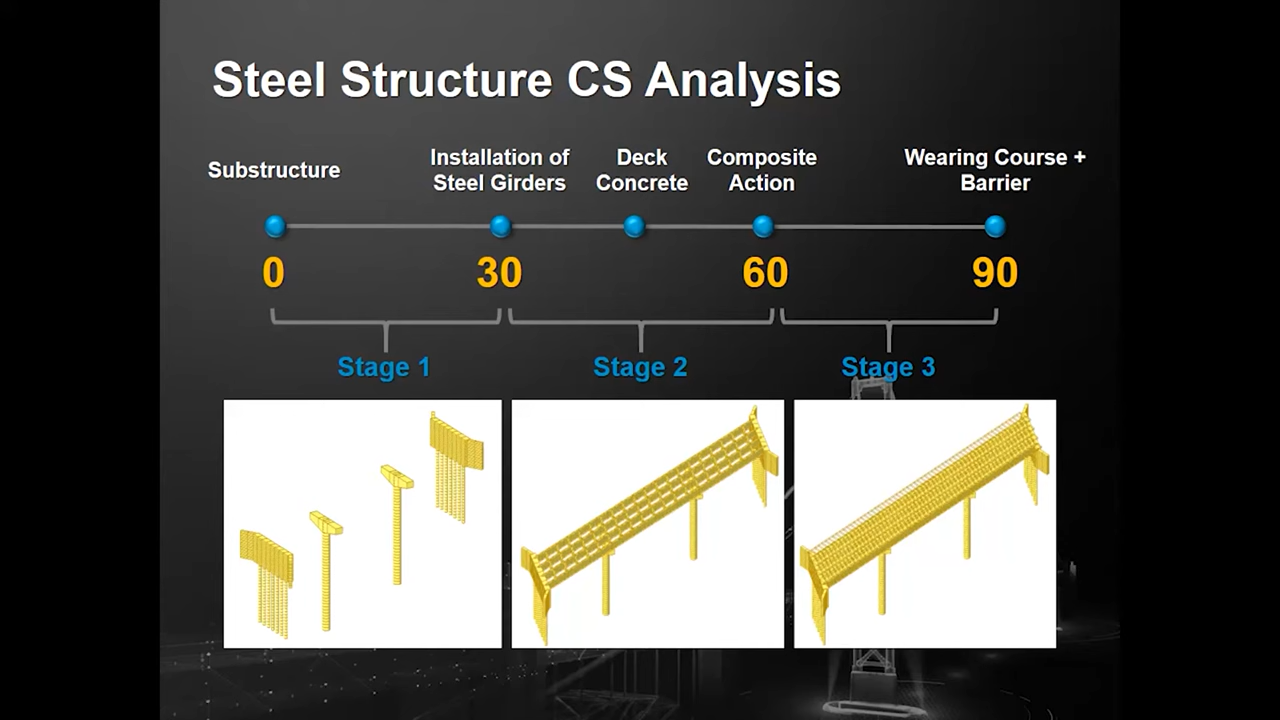 Steel Structure CS Analysis
Substructure
Installation of
Steel Girders
Deck
Concrete
Composite
Action
Wearing Course +
Barrier
0
30
60
90
Stage 1
Stage 2
Stage 3